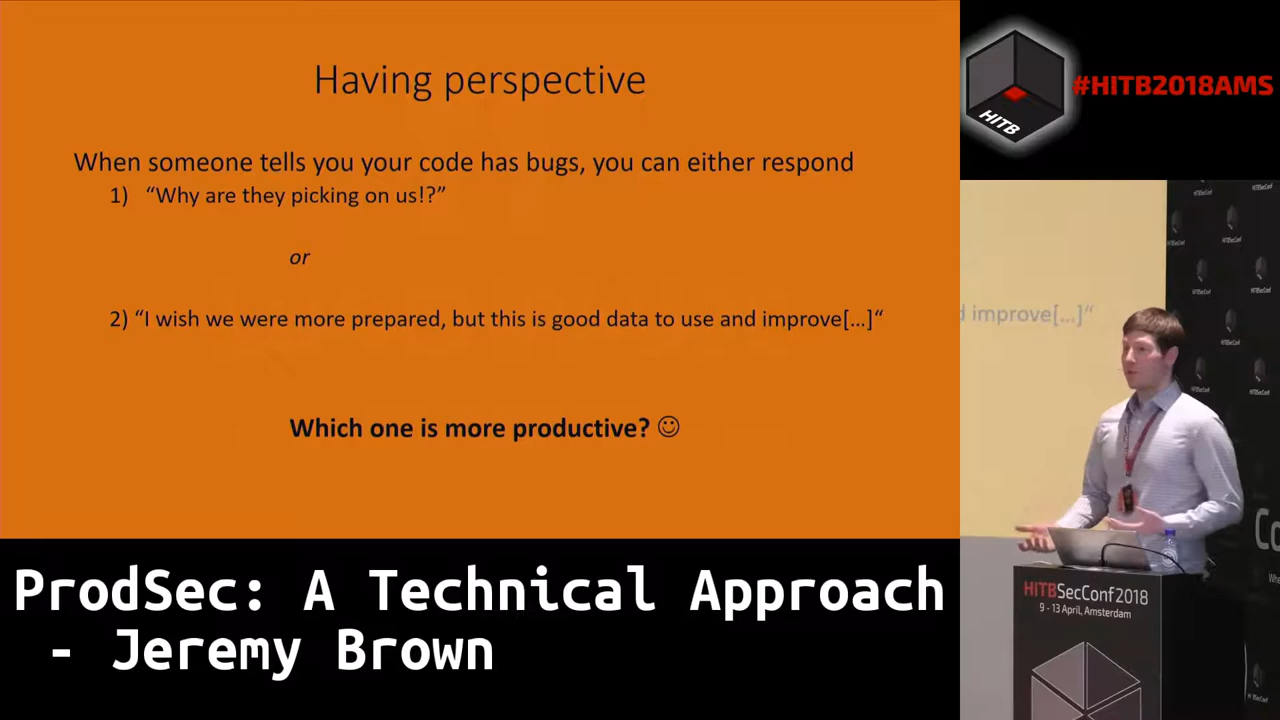 Having perspective
When someone tells you your code has bugs, you can either respond
1) “Why are they picking on us!?”
or
2) “I wish we were more prepared, but this is good data to use and improve[…]“
Which one is more productive? ☺
ProdSec: A Technical Approach
- Jeremy Brown
HITB
#HITB2018AMS
d improve[…]“
HITBSecConf2018
9 - 13 April, Amsterdam
HITBSecConf
Co